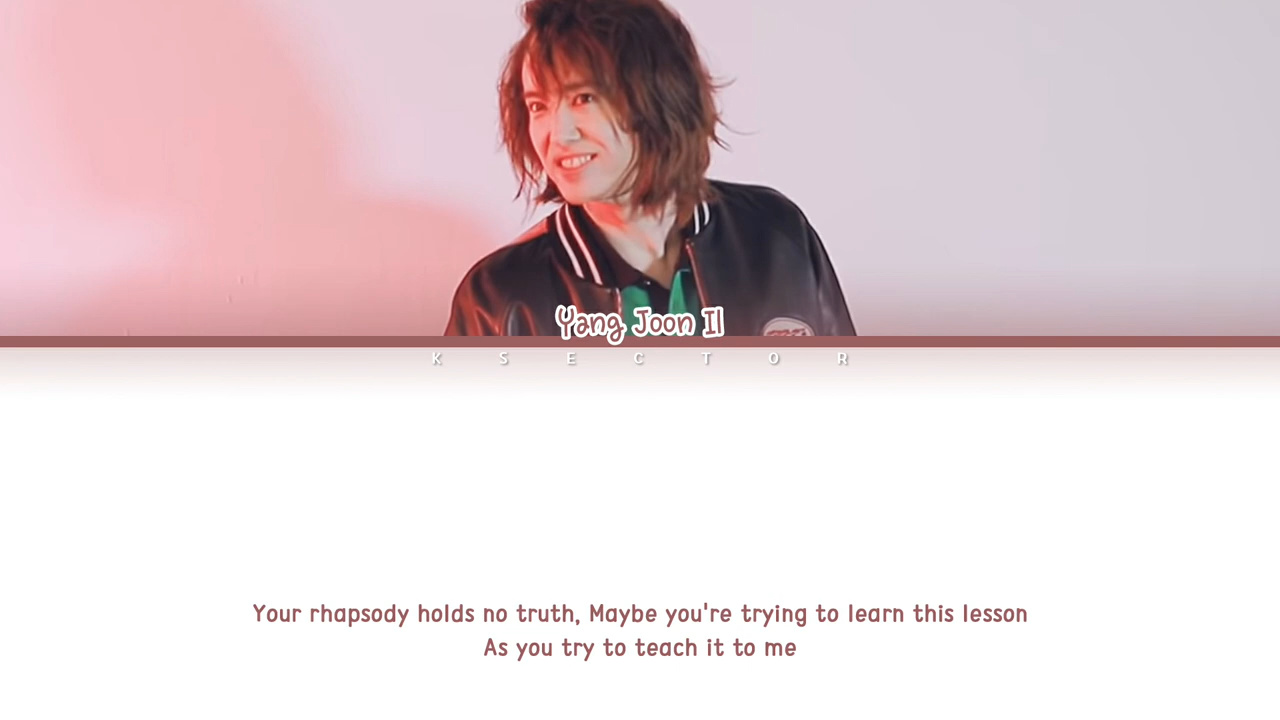 Yang Joon Il
K S E C T O R
Your rhapsody holds no truth, Maybe you're trying to learn this lesson
As you try to teach it to me